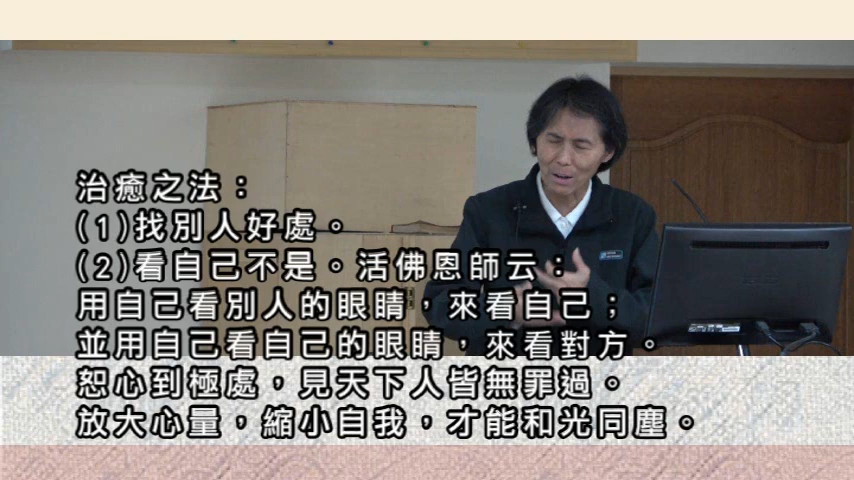 治癒之法：
(1)找別人好處。
(2)看自己不是。活佛恩師云：
用自己看別人的眼睛，來看自己；
並用自己看自己的眼睛，來看對方。
恕心到極處，見天下人皆無罪過。
放大心量，縮小自我，才能和光同塵。